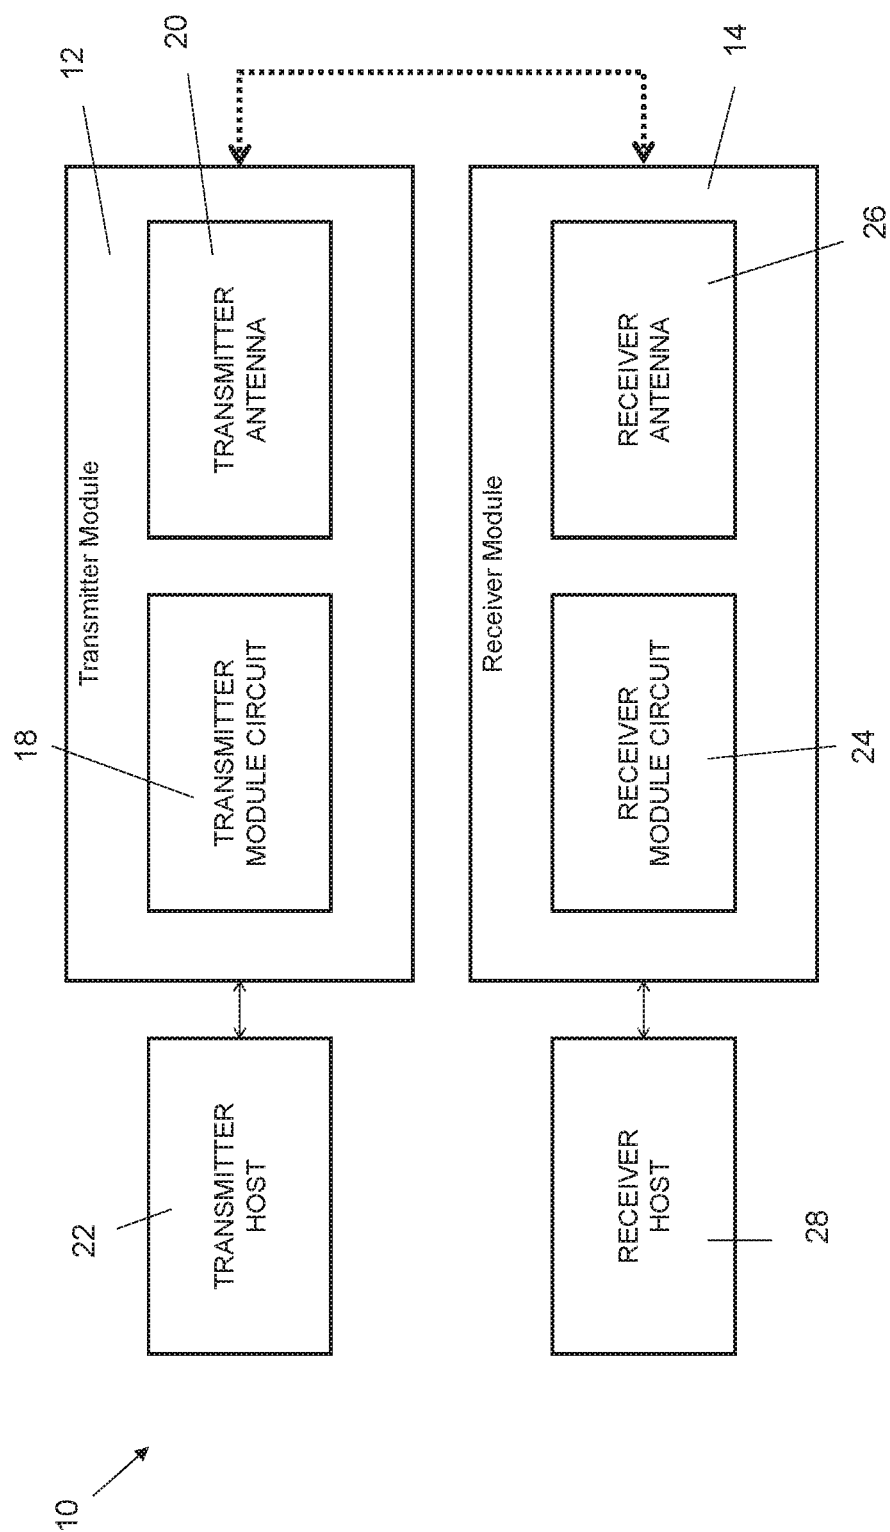 10
22
TRANSMITTER
HOST
18
Transmitter Module
TRANSMITTER
MODULE CIRCUIT
12
20
TRANSMITTER
ANTENNA
RECEIVER
HOST
28
Receiver Module
RECEIVER
MODULE CIRCUIT
24
RECEIVER
ANTENNA
26
14